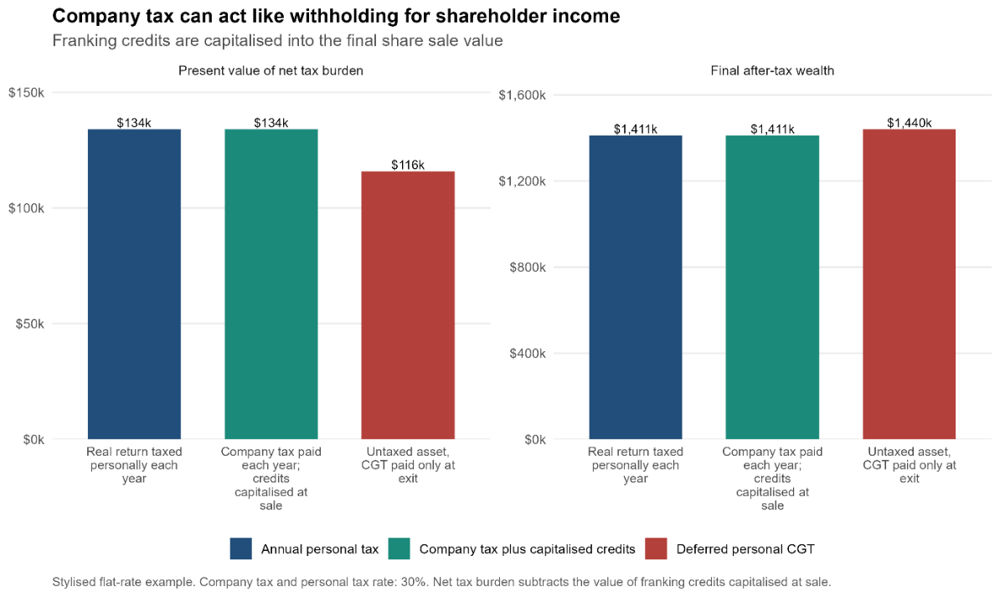 Company tax can act like withholding for shareholder income
Franking credits are capitalised into the final share sale value
Present value of net tax burden
$150k
$100k
$50k
$0k
$134k
$134k
$116k
Real return taxed
personally each
year
Company tax paid
each year;
credits
capitalised at
sale
Untaxed asset,
CGT paid only at
exit
Final after-tax wealth
$1,600k
$1,200k
$800k
$400k
$0k
$1,411k
$1,411k
$1,440k
Real return taxed
personally each
year
Company tax paid
each year;
credits
capitalised at
sale
Untaxed asset,
CGT paid only at
exit
Annual personal tax
Company tax plus capitalised credits
Deferred personal CGT
Stylised flat-rate example. Company tax and personal tax rate: 30%. Net tax burden subtracts the value of franking credits capitalised at sale.